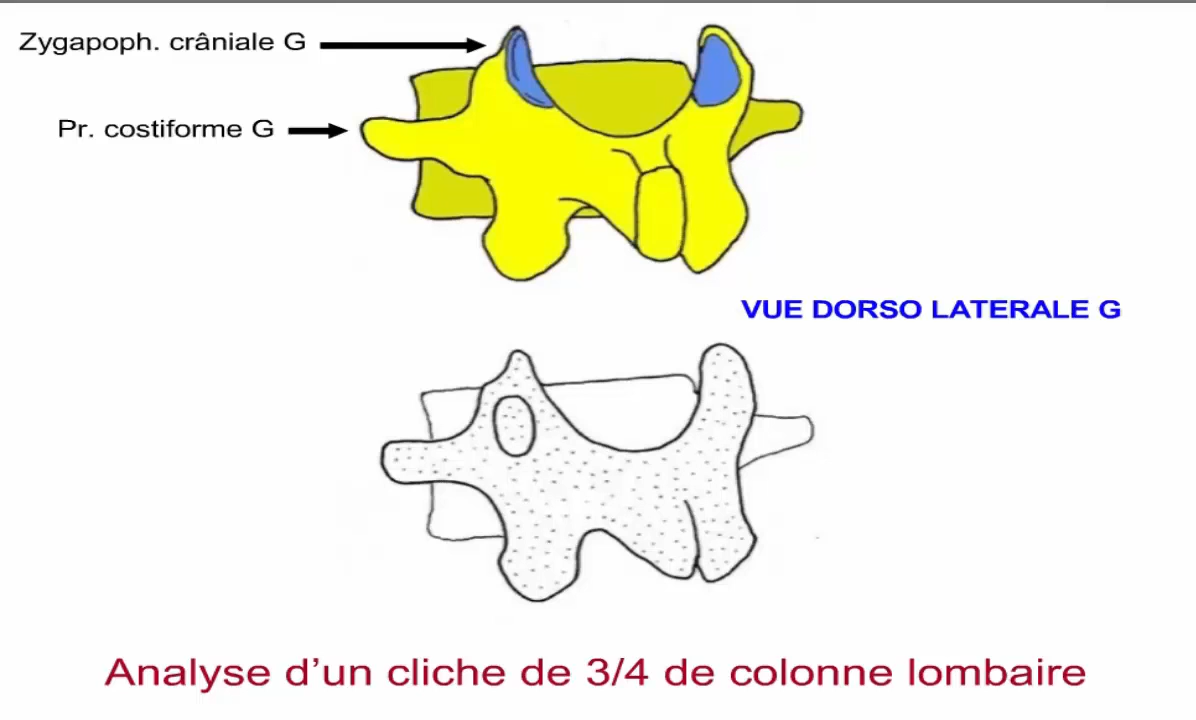 Zygapoph. crâniale G
Pr. costiforme G
VUE DORSO LATERALE G
Analyse d’un cliche de 3/4 de colonne lombaire